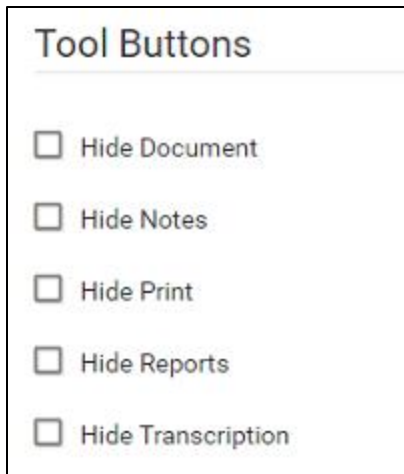 Tool Buttons
Hide Document
Hide Notes
Hide Print
Hide Reports
Hide Transcription